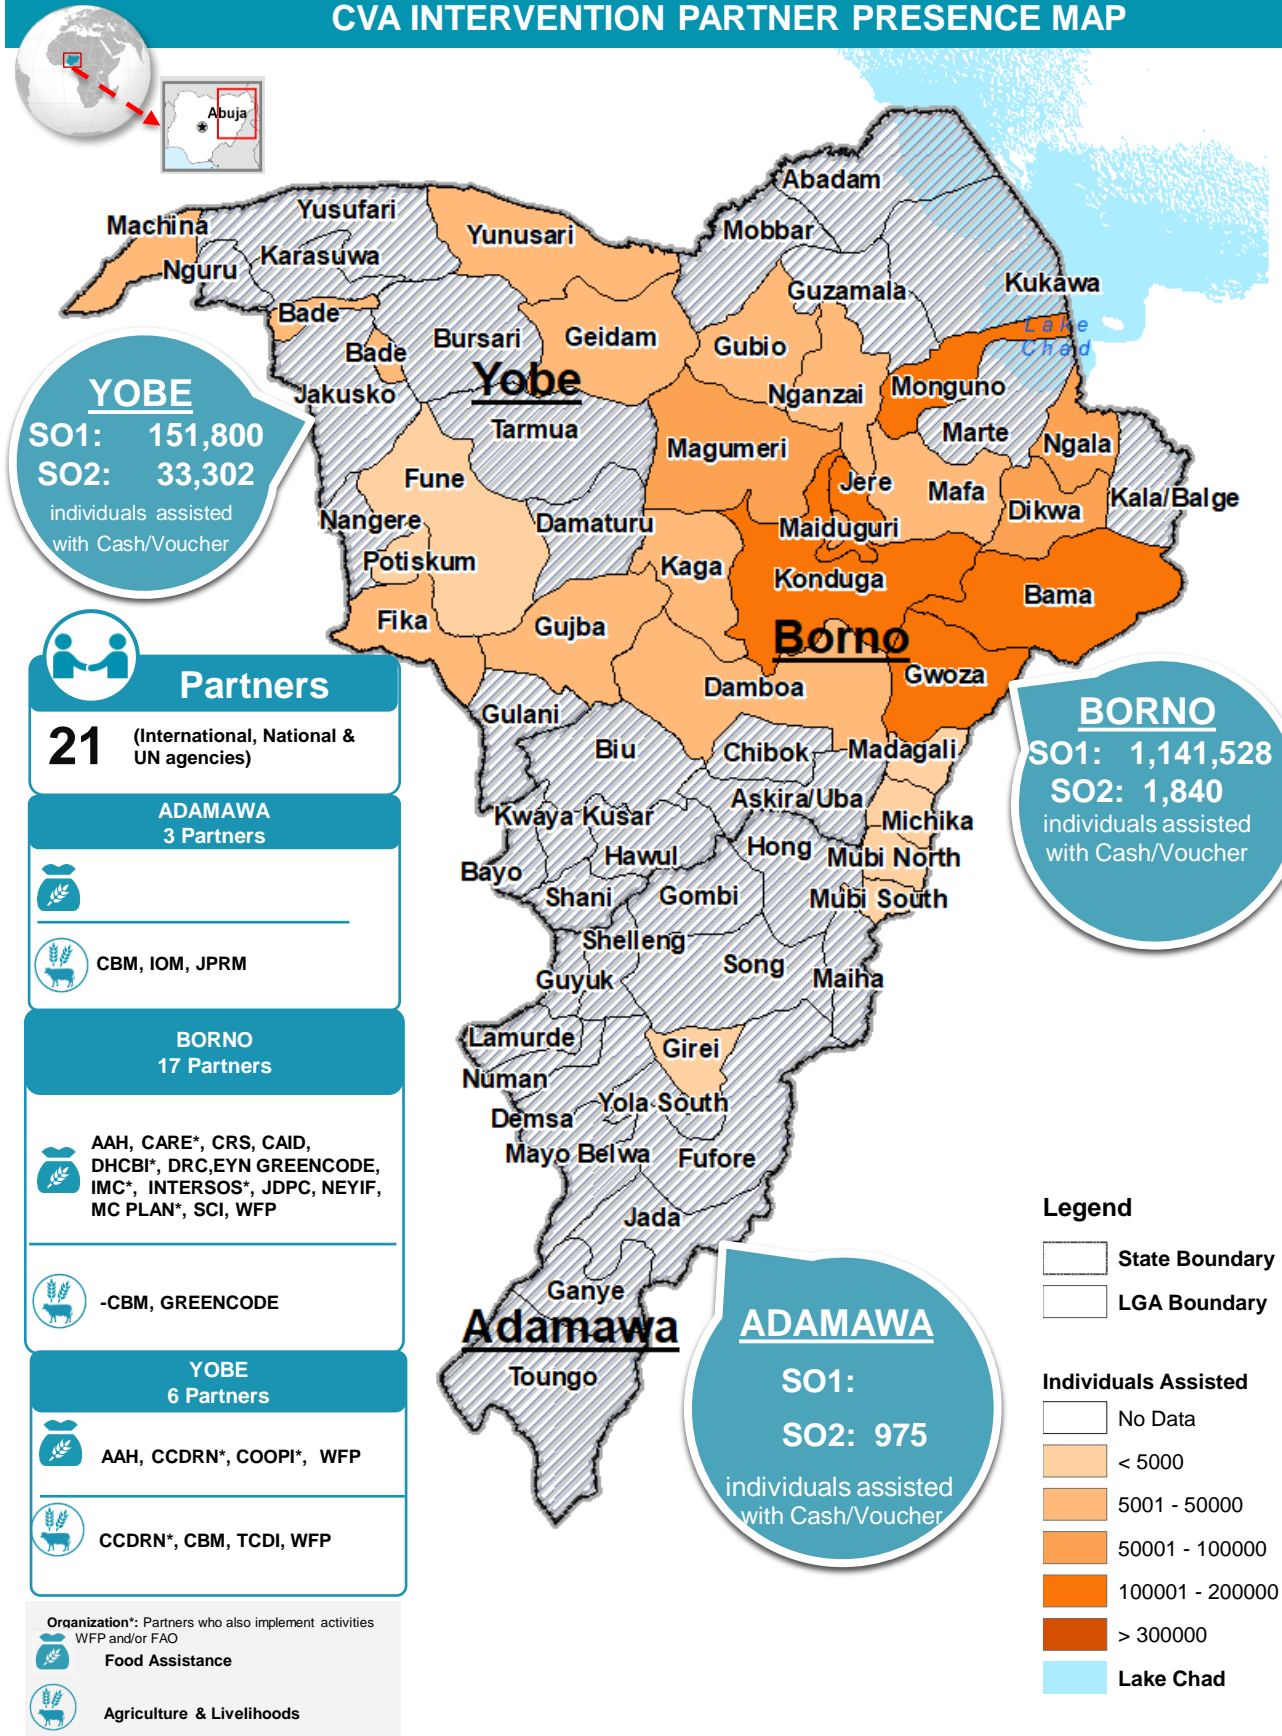 CVA INTERVENTION PARTNER PRESENCE MAP
Abuja
Abadam
Machina
Yusufari
Mobbar
Yunusari
Karasuwa
Nguru
Kukawa
Guzamala
Bade
Lake
Chad
Bursari
Geidam
Gubio
Bade
Yobe
Nganzai
Monguno
Jakusko
Tarmua
Marte
Magumeri
Ngala
Fune
Jere
Mafa
Kala/Balge
Dikwa
Nangere
Damaturu
Maiduguri
Potiskum
Kaga
Konduga
Bama
Fika
Gujba
Borno
Gwoza
Damboa
Gulani
Biu
Chibok
Madagali
Askira/Uba
Kwaya Kusar
Michika
Hong
Hawul
Mubi North
Bayo
Shani
Gombi
Mubi South
Shelleng
Song
Guyuk
Maiha
Lamurde
Girei
Numan
Yola South
Demsa
Mayo Belwa
Fufore
Jada
Ganye
Adamawa
Toungo
YOBE
SO1: 151,800
SO2: 33,302
individuals assisted
with Cash/Voucher
BORNO
SO1: 1,141,528
SO2: 1,840
individuals assisted
with Cash/Voucher
ADAMAWA
SO1:
SO2: 975
individuals assisted
with Cash/Voucher
Partners
21
(International, National &
UN agencies)
ADAMAWA
3 Partners
CBM, IOM, JPRM
BORNO
17 Partners
AAH, CARE*, CRS, CAID,
DHCBI*, DRC,EYN GREENCODE,
IMC*, INTERSOS*, JDPC, NEYIF,
MC PLAN*, SCI, WFP
-CBM, GREENCODE
YOBE
6 Partners
AAH, CCDRN*, COOPI*, WFP
CCDRN*, CBM, TCDI, WFP
Organization*: Partners who also implement activities
WFP and/or FAO
Food Assistance
Agriculture & Livelihoods
Legend
State Boundary
LGA Boundary
Individuals Assisted
No Data
< 5000
5001 - 50000
50001 - 100000
100001 - 200000
> 300000
Lake Chad